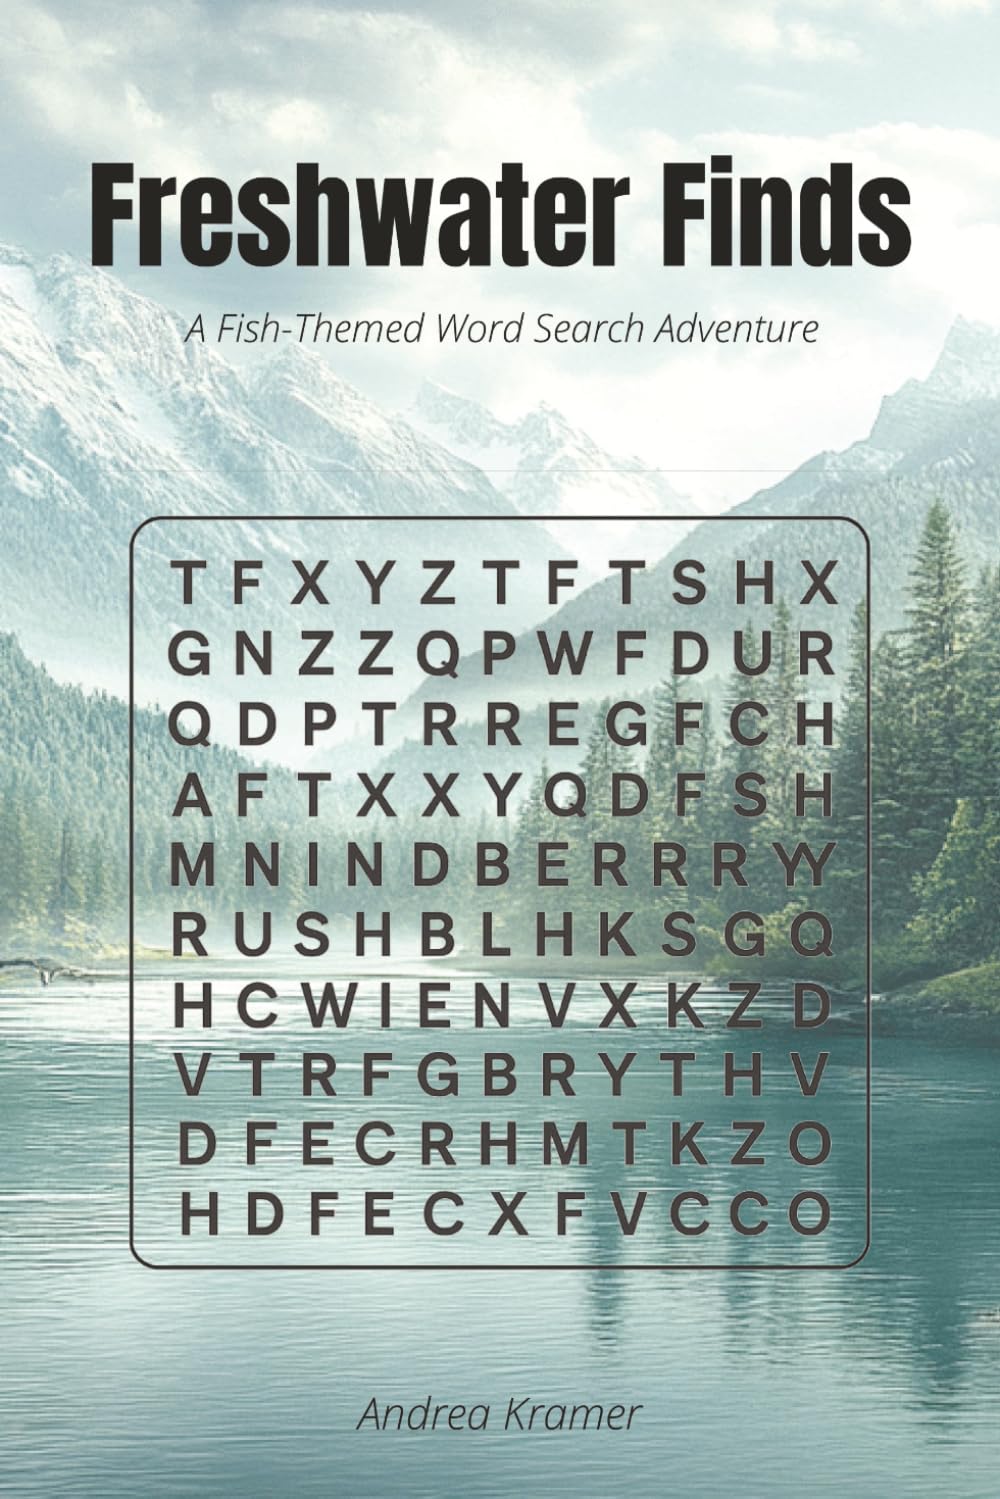 Freshwater Finds
A Fish-Themed Word Search Adventure
T F X Y Z T F T S H X
G N Z Z Q P W F D U R
Q D P T R R E G F C H
A F T X X Y Q D F S H
M N I N D B E R R R Y Y
R U S H B L H K S G Q
H C W I E N V X K Z D
V T R F G B R Y T H V
D F E C R H M T K Z O
H D F E C X F V C C O
Andrea Kramer